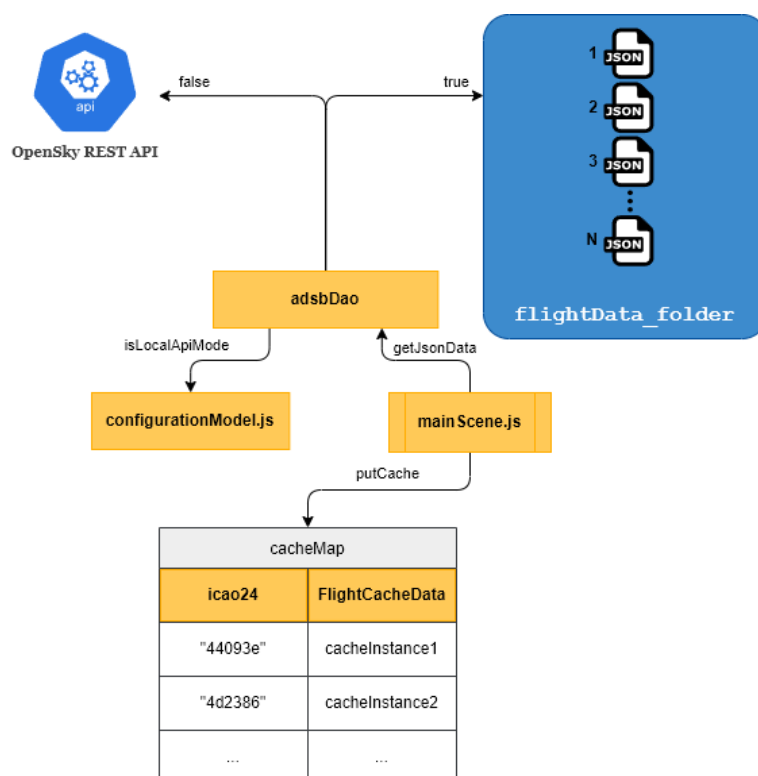 api
OpenSky REST API
false
true
1
JSON
2
JSON
3
JSON
N
JSON
flightData_folder
adsbDao
isLocalApiMode
getJsonData
configurationModel.js
mainScene.js
putCache
cacheMap
icao24 FlightCacheData
"44093e" cacheInstance1
"4d2386" cacheInstance2
... ...